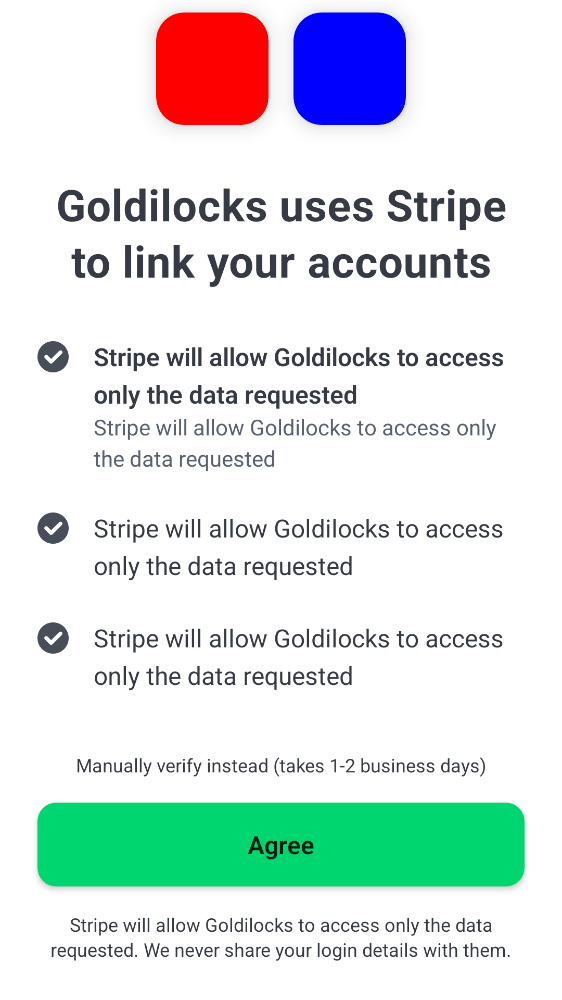 Goldilocks uses Stripe
to link your accounts
Stripe will allow Goldilocks to access
only the data requested
Stripe will allow Goldilocks to access only
the data requested
Stripe will allow Goldilocks to access
only the data requested
Stripe will allow Goldilocks to access
only the data requested
Manually verify instead (takes 1-2 business days)
Agree
Stripe will allow Goldilocks to access only the data
requested. We never share your login details with them.